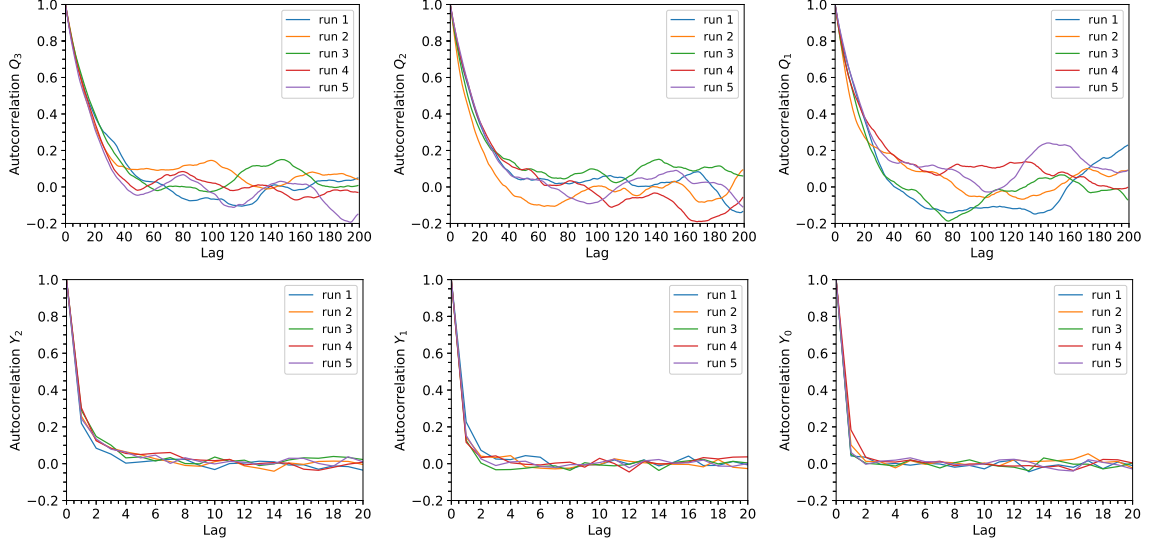 Autocorrelation Q3
1.0
0.8
0.6
0.4
0.2
0.0
−0.2
0 20 40 60 80 100 120 140 160 180 200
Lag
run 1
run 2
run 3
run 4
run 5
Autocorrelation Q2
1.0
0.8
0.6
0.4
0.2
0.0
−0.2
0 20 40 60 80 100 120 140 160 180 200
Lag
run 1
run 2
run 3
run 4
run 5
Autocorrelation Q1
1.0
0.8
0.6
0.4
0.2
0.0
−0.2
0 20 40 60 80 100 120 140 160 180 200
Lag
run 1
run 2
run 3
run 4
run 5
Autocorrelation Y2
1.0
0.8
0.6
0.4
0.2
0.0
−0.2
0 2 4 6 8 10 12 14 16 18 20
Lag
run 1
run 2
run 3
run 4
run 5
Autocorrelation Y1
1.0
0.8
0.6
0.4
0.2
0.0
−0.2
0 2 4 6 8 10 12 14 16 18 20
Lag
run 1
run 2
run 3
run 4
run 5
Autocorrelation Y0
1.0
0.8
0.6
0.4
0.2
0.0
−0.2
0 2 4 6 8 10 12 14 16 18 20
Lag
run 1
run 2
run 3
run 4
run 5